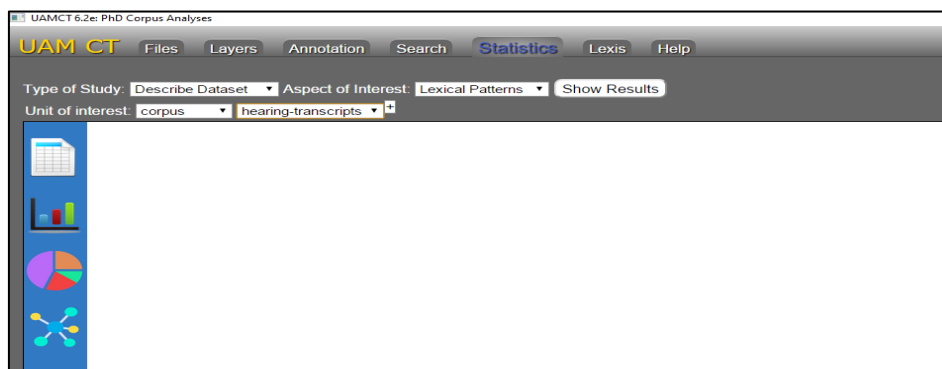 UAMCT 6.2e: PhD Corpus Analyses
UAM CT Files Layers Annotation Search Statistics Lexis Help
Type of Study: Describe Dataset Aspect of Interest: Lexical Patterns Show Results
Unit of interest: corpus hearing-transcripts +